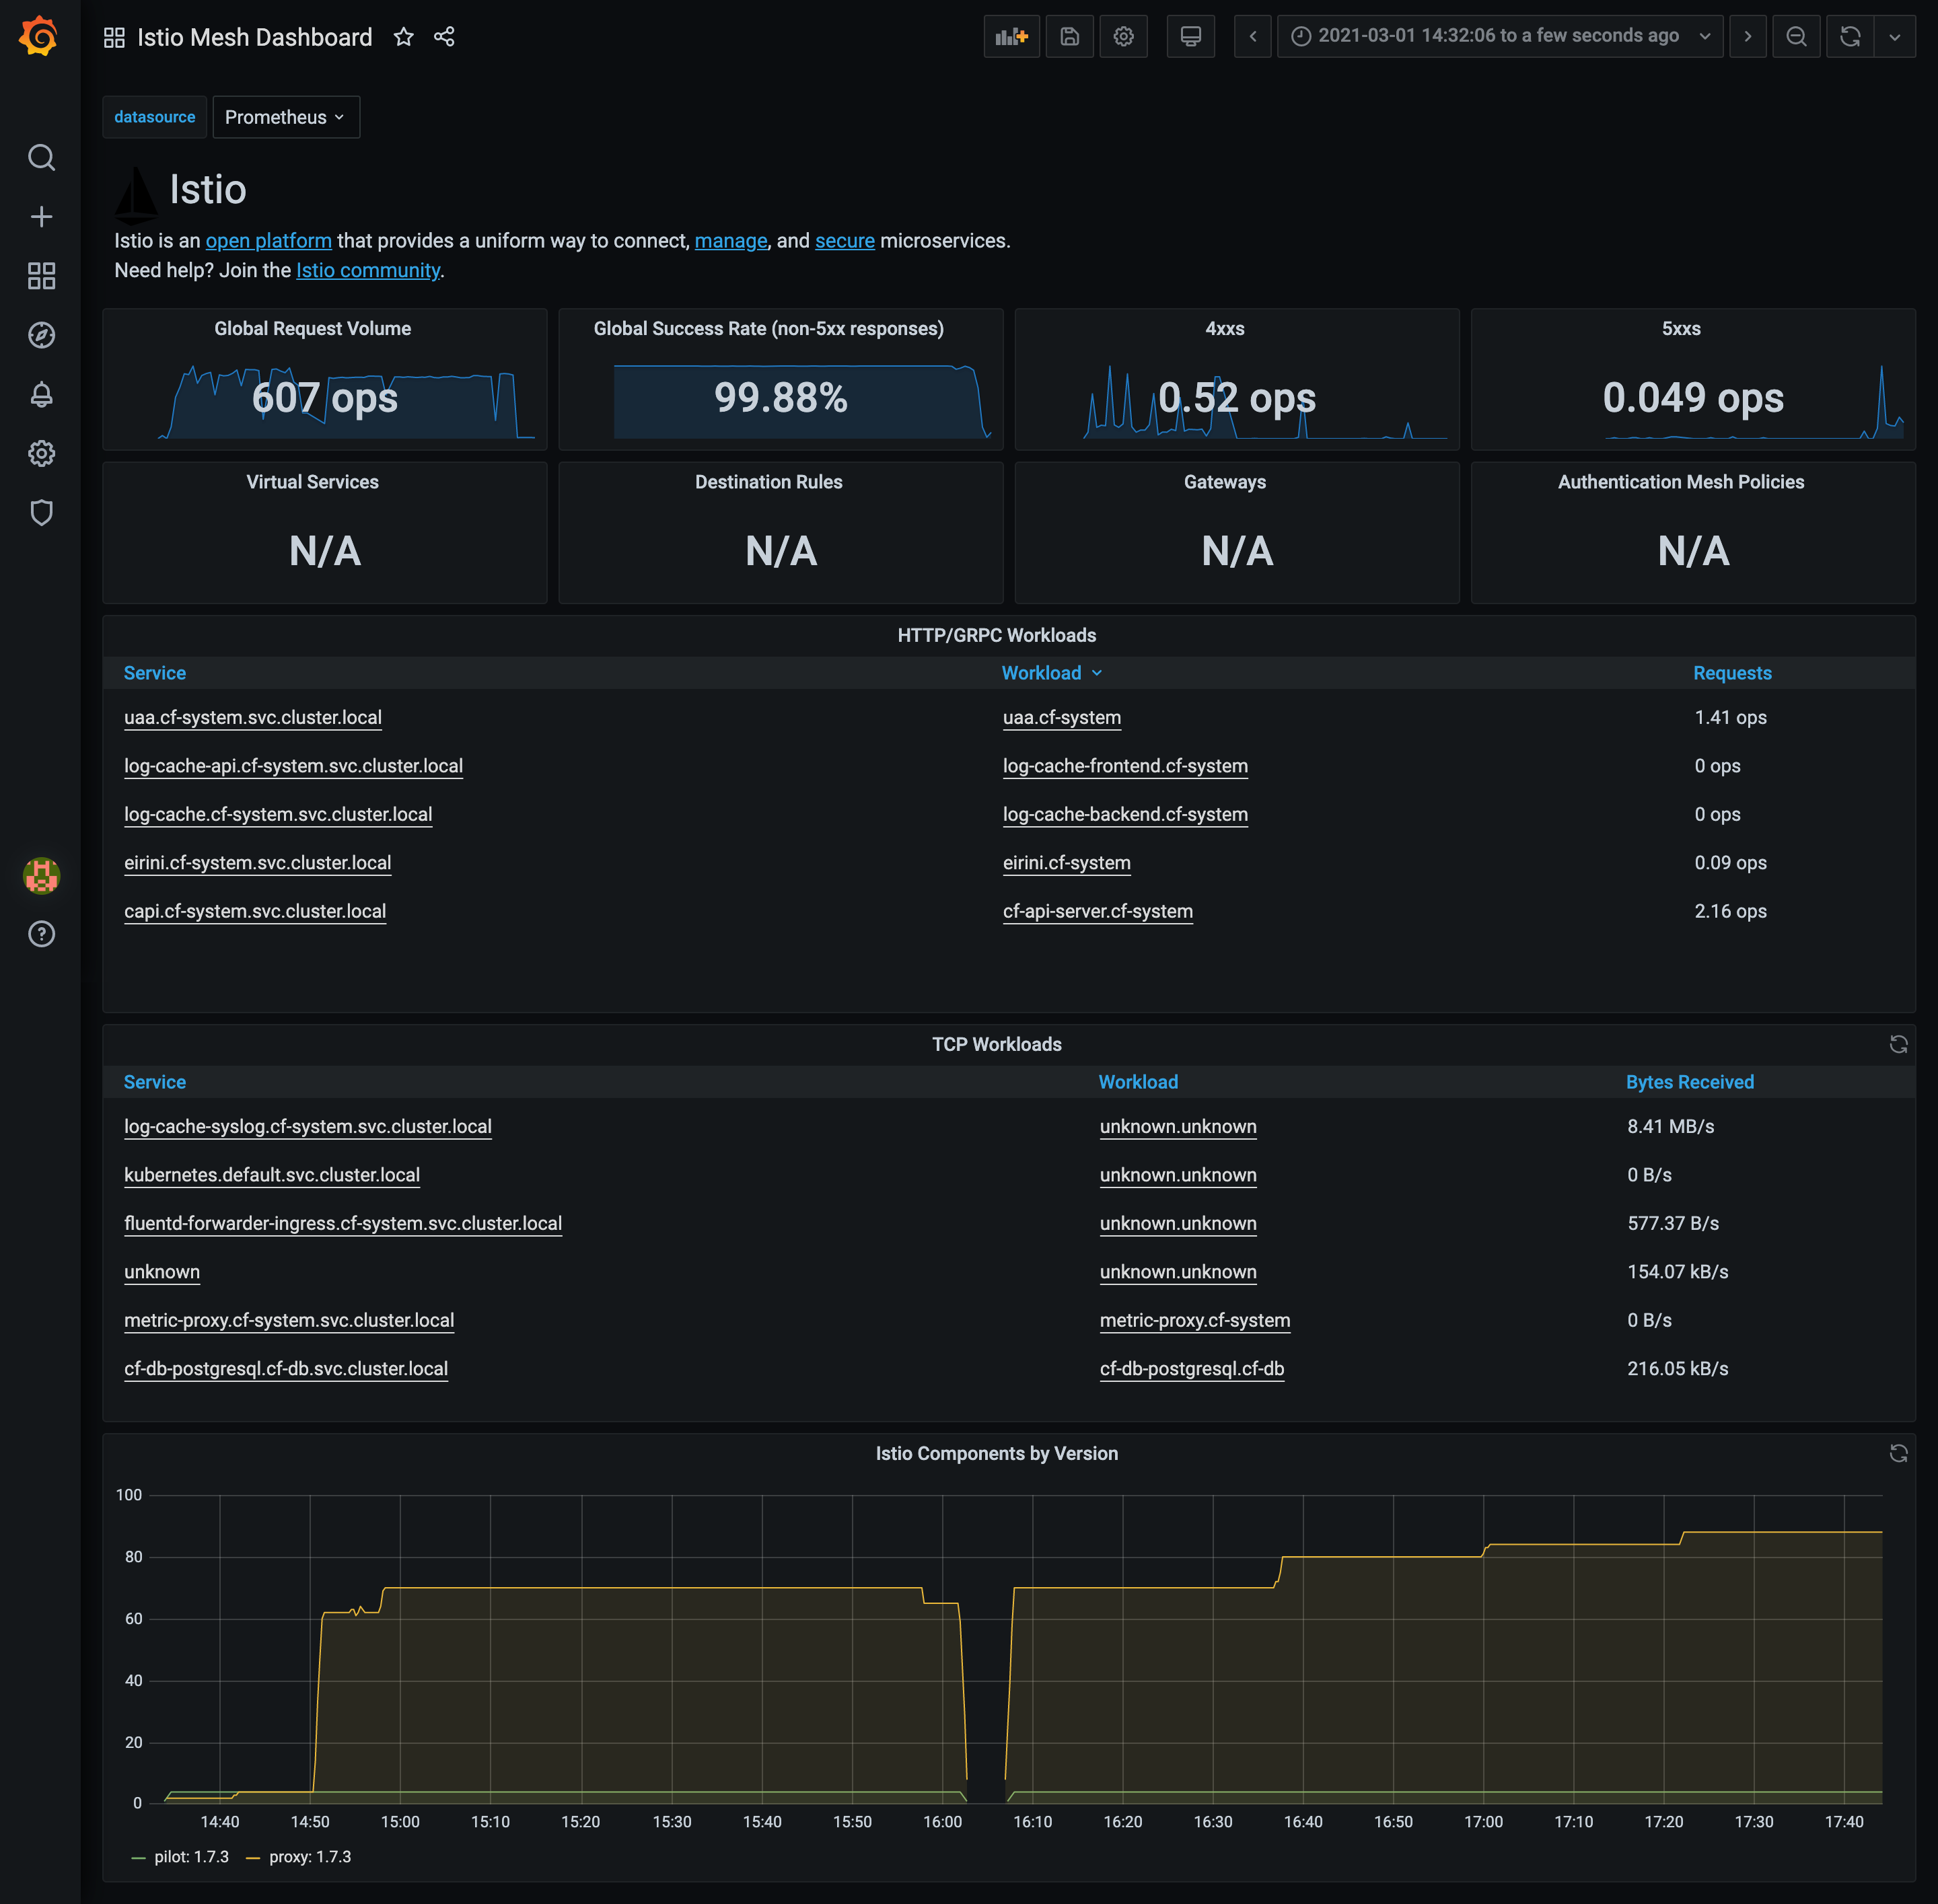 Istio Mesh Dashboard
2021-03-01 14:32:06 to a few seconds ago
datasource Prometheus
Istio
Istio is an open platform that provides a uniform way to connect, manage, and secure microservices.
Need help? Join the Istio community.
Global Request Volume
607 ops
Global Success Rate (non-5xx responses)
99.88%
4xxs
0.52 ops
5xxs
0.049 ops
Virtual Services
N/A
Destination Rules
N/A
Gateways
N/A
Authentication Mesh Policies
N/A
HTTP/GRPC Workloads
Service Workload Requests
uaa.cf-system.svc.cluster.local uaa.cf-system 1.41 ops
log-cache-api.cf-system.svc.cluster.local log-cache-frontend.cf-system 0 ops
log-cache.cf-system.svc.cluster.local log-cache-backend.cf-system 0 ops
eirini.cf-system.svc.cluster.local eirini.cf-system 0.09 ops
capi.cf-system.svc.cluster.local cf-api-server.cf-system 2.16 ops
TCP Workloads
Service Workload Bytes Received
log-cache-syslog.cf-system.svc.cluster.local unknown.unknown 8.41 MB/s
kubernetes.default.svc.cluster.local unknown.unknown 0 B/s
fluentd-forwarder-ingress.cf-system.svc.cluster.local unknown.unknown 577.37 B/s
unknown unknown.unknown 154.07 kB/s
metric-proxy.cf-system.svc.cluster.local metric-proxy.cf-system 0 B/s
cf-db-postgresql.cf-db.svc.cluster.local cf-db-postgresql.cf-db 216.05 kB/s
Istio Components by Version
100
80
60
40
20
0
14:40 14:50 15:00 15:10 15:20 15:30 15:40 15:50 16:00 16:10 16:20 16:30 16:40 16:50 17:00 17:10 17:20 17:30 17:40
pilot: 1.7.3 proxy: 1.7.3